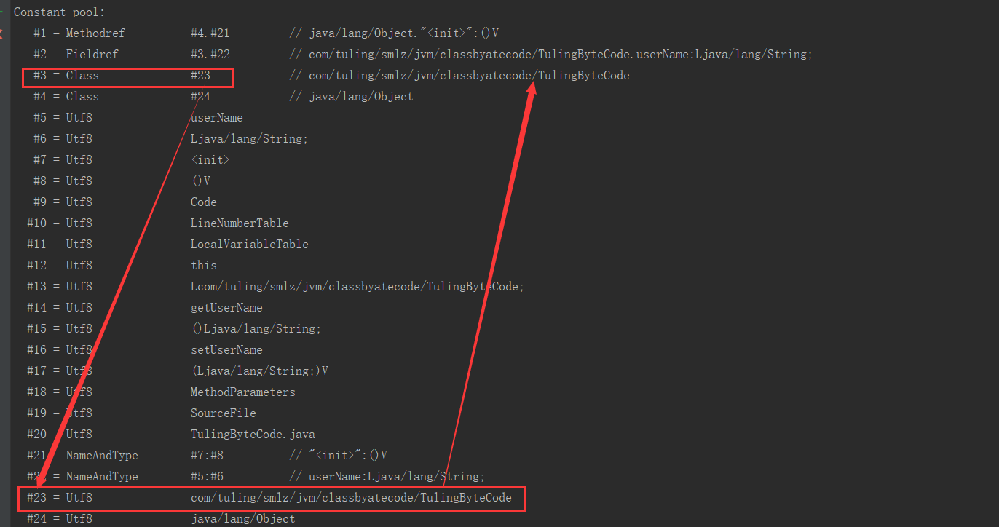 Constant pool:
#1 = Methodref #4.#21 // java/lang/Object."<init>":()V
#2 = Fieldref #3.#22 // com/tuling/smlz/jvm/classbyatecode/TulingByteCode.userName:Ljava/lang/String;
#3 = Class #23 // com/tuling/smlz/jvm/classbyatecode/TulingByteCode
#4 = Class #24 // java/lang/Object
#5 = Utf8 userName
#6 = Utf8 Ljava/lang/String;
#7 = Utf8 <init>
#8 = Utf8 ()V
#9 = Utf8 Code
#10 = Utf8 LineNumberTable
#11 = Utf8 LocalVariableTable
#12 = Utf8 this
#13 = Utf8 Lcom/tuling/smlz/jvm/classbyatecode/TulingByteCode;
#14 = Utf8 getUserName
#15 = Utf8 ()Ljava/lang/String;
#16 = Utf8 setUserName
#17 = Utf8 (Ljava/lang/String;)V
#18 = Utf8 MethodParameters
#19 = Utf8 SourceFile
#20 = Utf8 TulingByteCode.java
#21 = NameAndType #7:#8 // "<init>":()V
#22 = NameAndType #5:#6 // userName:Ljava/lang/String;
#23 = Utf8 com/tuling/smlz/jvm/classbyatecode/TulingByteCode
#24 = Utf8 java/lang/Object